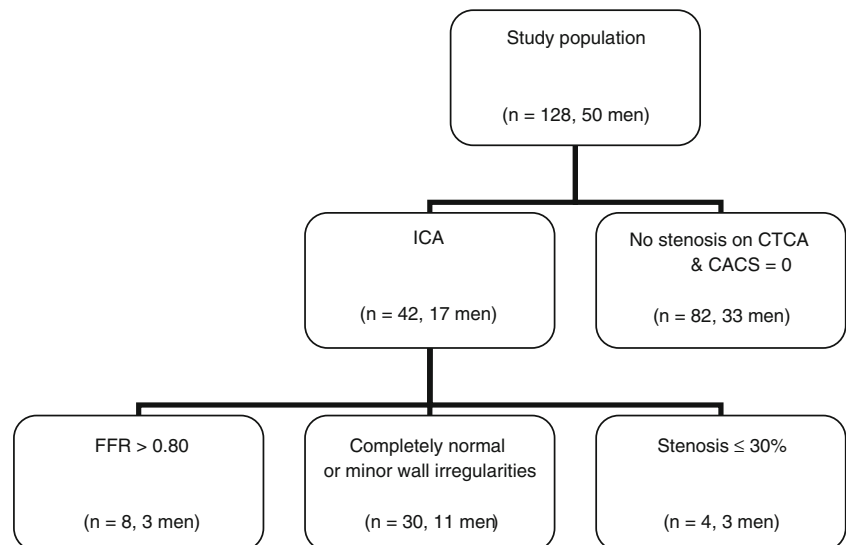 Study population
(n = 128, 50 men)
ICA
(n = 42, 17 men)
No stenosis on CTCA
& CACS = 0
(n = 82, 33 men)
FFR > 0.80
(n = 8, 3 men)
Completely normal
or minor wall irregularities
(n = 30, 11 men)
Stenosis ≤ 30%
(n = 4, 3 men)